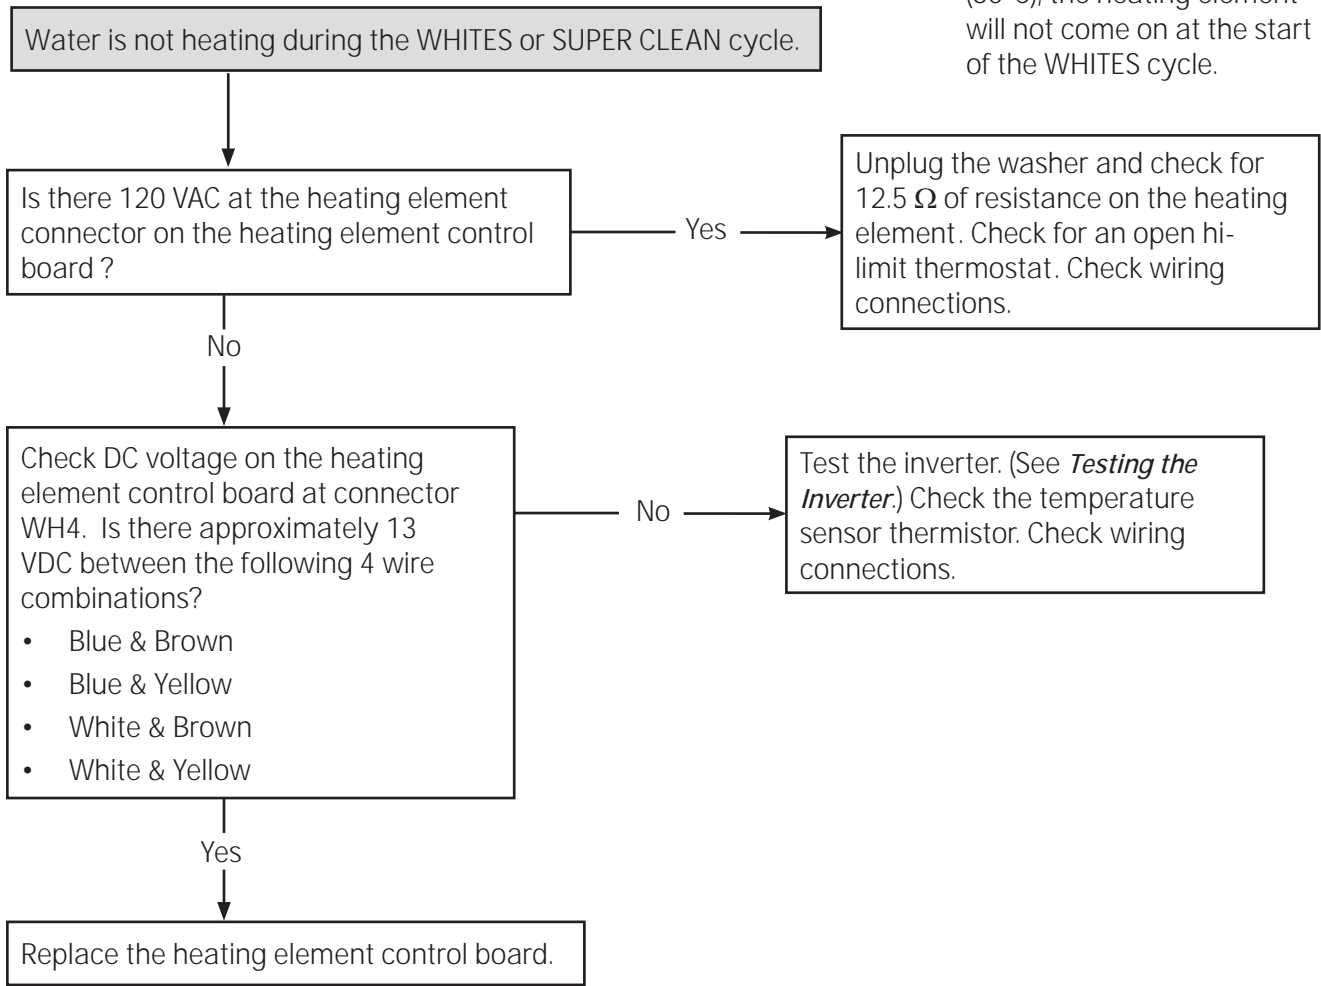 the heating element
will not come on at the start
of the WHITES cycle.
Water is not heating during the WHITES or SUPER CLEAN cycle.
Is there 120 VAC at the heating element
connector on the heating element control
board ?
Yes
Unplug the washer and check for
12.5 Ω of resistance on the heating
element. Check for an open hi-
limit thermostat. Check wiring
connections.
No
Check DC voltage on the heating
element control board at connector
WH4. Is there approximately 13
VDC between the following 4 wire
combinations?
• Blue & Brown
• Blue & Yellow
• White & Brown
• White & Yellow
No
Test the inverter. (See Testing the
Inverter.) Check the temperature
sensor thermistor. Check wiring
connections.
Yes
Replace the heating element control board.